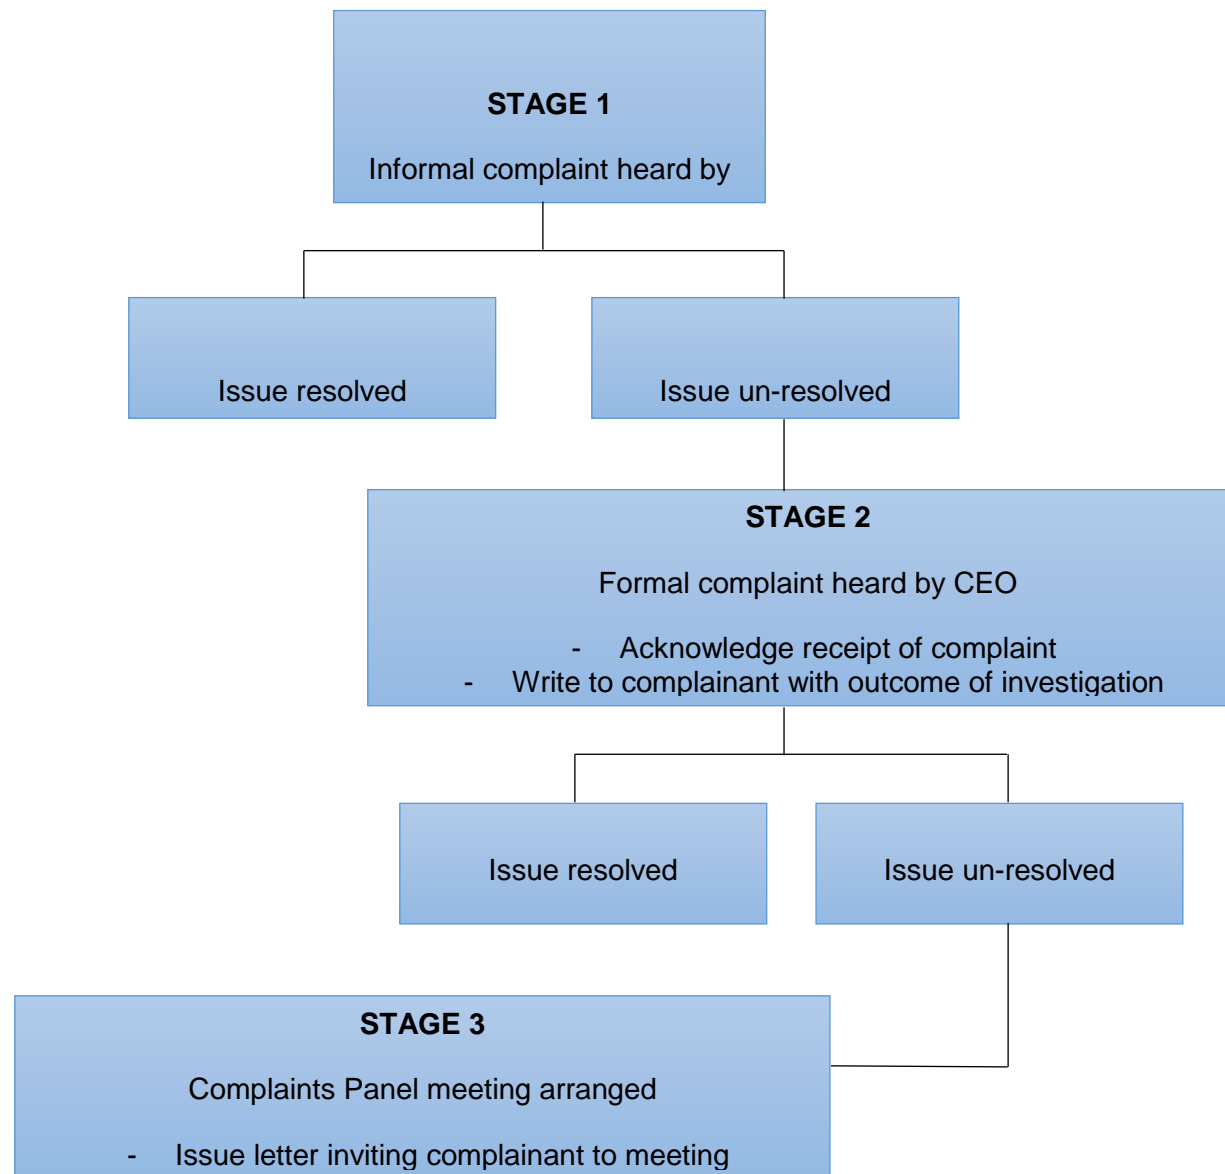 STAGE 1
Informal complaint heard by
Issue resolved
Issue un-resolved
STAGE 2
Formal complaint heard by CEO
- Acknowledge receipt of complaint
- Write to complainant with outcome of investigation
Issue resolved
Issue un-resolved
STAGE 3
Complaints Panel meeting arranged
- Issue letter inviting complainant to meeting